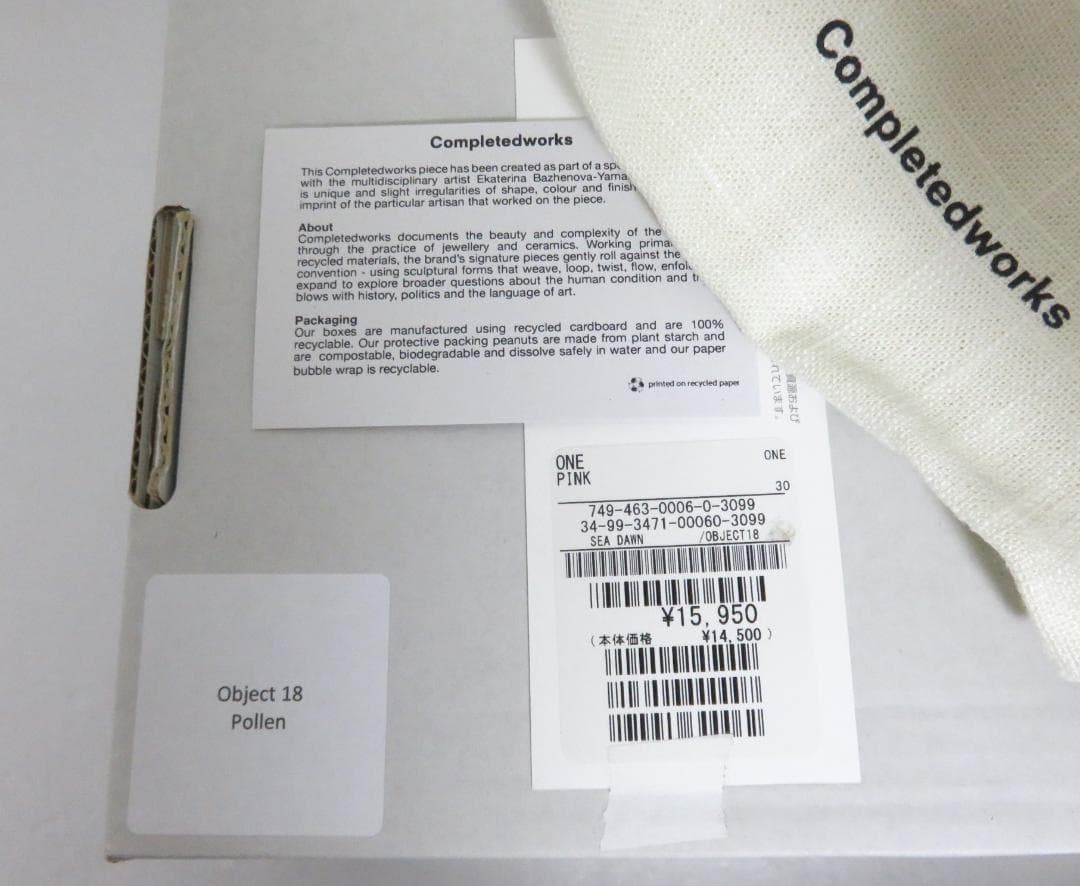 Completedworks
Completedworks
This Completedworks piece has been created as part of a
with the multidisciplinary artist Ekaterina
is unique and slight irregularities of shape, colour and finish
imprint of the particular artisan that worked on the piece.
About
Completedworks documents the beauty and complexity of the
through the practice of jewellery and ceramics. Working
recycled materials, the brand's signature pieces gently roll against the
convention - using sculptural forms that weave, loop, twist, flow,
expand to explore broader questions about the human condition and
blows with history, politics and the language of art.
Packaging
Our boxes are manufactured using recycled cardboard and are 100%
recyclable. Our protective packing peanuts are made from plant starch and
are compostable, biodegradable and dissolve safely in water and our paper
bubble wrap is recyclable.
printed on recycled paper
れています。
ONE ONE
PINK
30
749-463-0006-0-3099
34-99-3471-00060-3099
SEA DAWN /OBJECT18
¥15,950
(本体価格 ¥14,500)
Object 18
Pollen